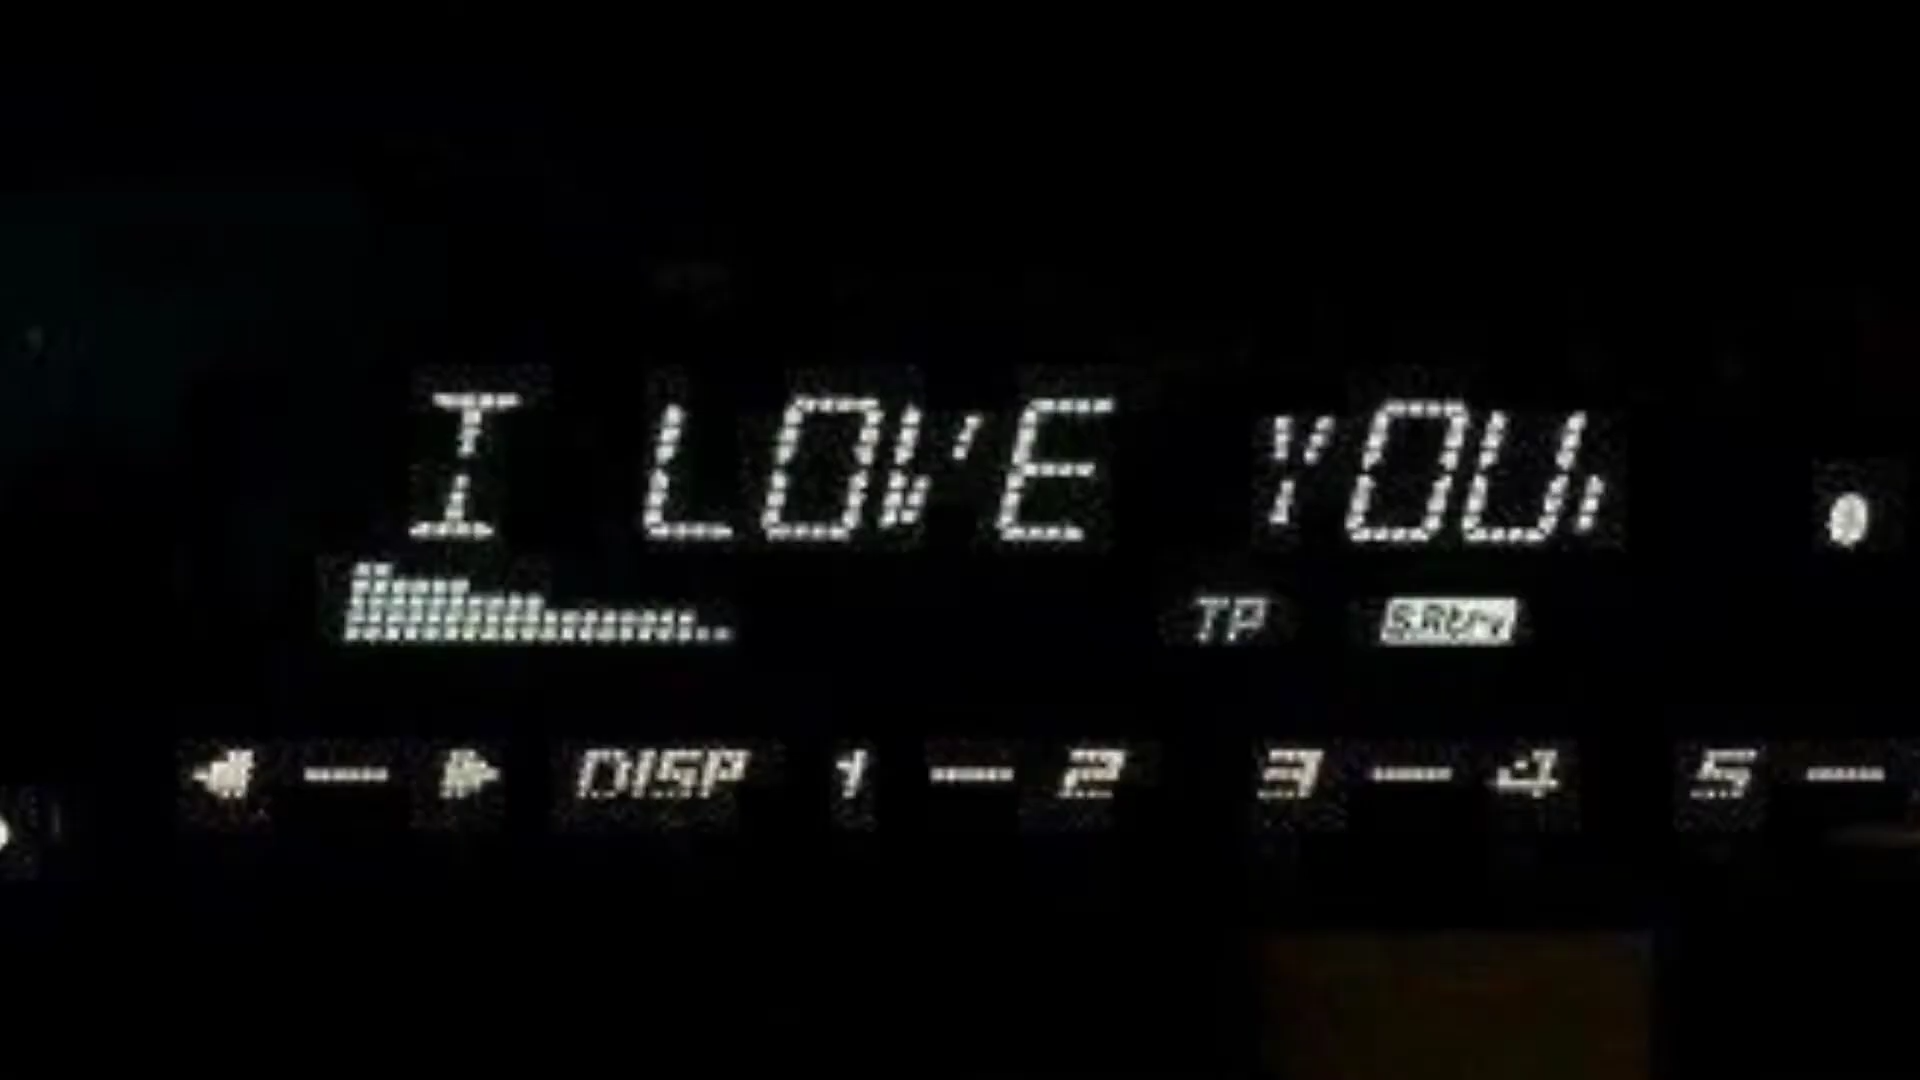 I LOVE YOU,
TP
DISP 1 — 2 3 — 4 5 —